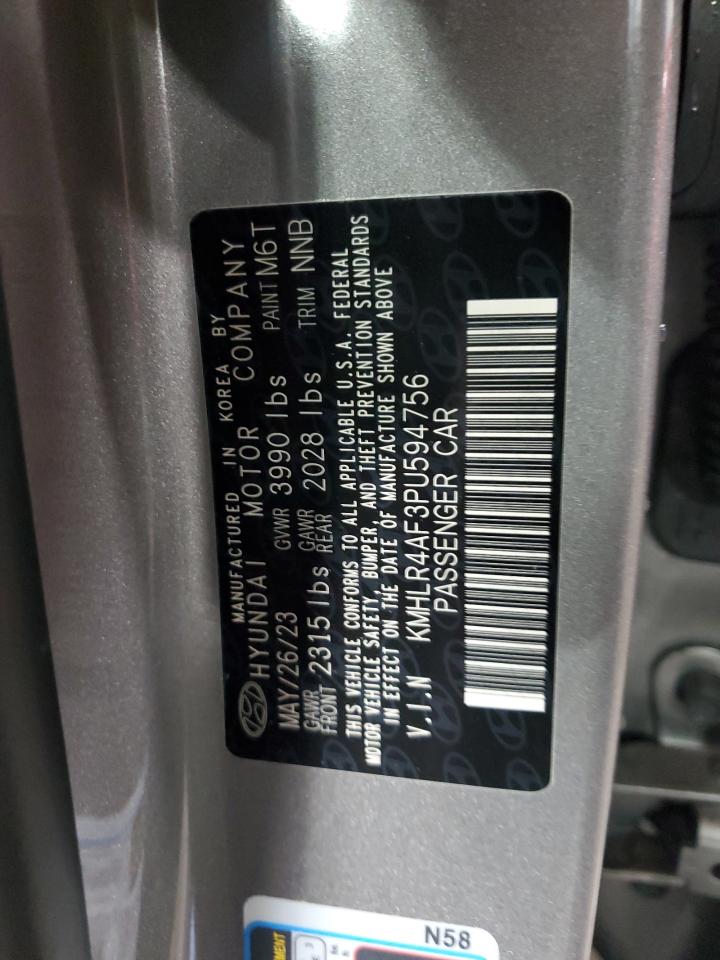 MANUFACTURED IN KOREA BY
HYUNDAI MOTOR COMPANY
MAY/26/23 GVWR 3990 lbs PAINT M6T
GAWR FRONT 2315 lbs GAWR REAR 2028 lbs TRIM NNB
THIS VEHICLE CONFORMS TO ALL APPLICABLE U.S.A. FEDERAL
MOTOR VEHICLE SAFETY, BUMPER, AND THEFT PREVENTION STANDARDS
IN EFFECT ON THE DATE OF MANUFACTURE SHOWN ABOVE
V.I.N KMHLR4AF3PU594756
PASSENGER CAR
N58